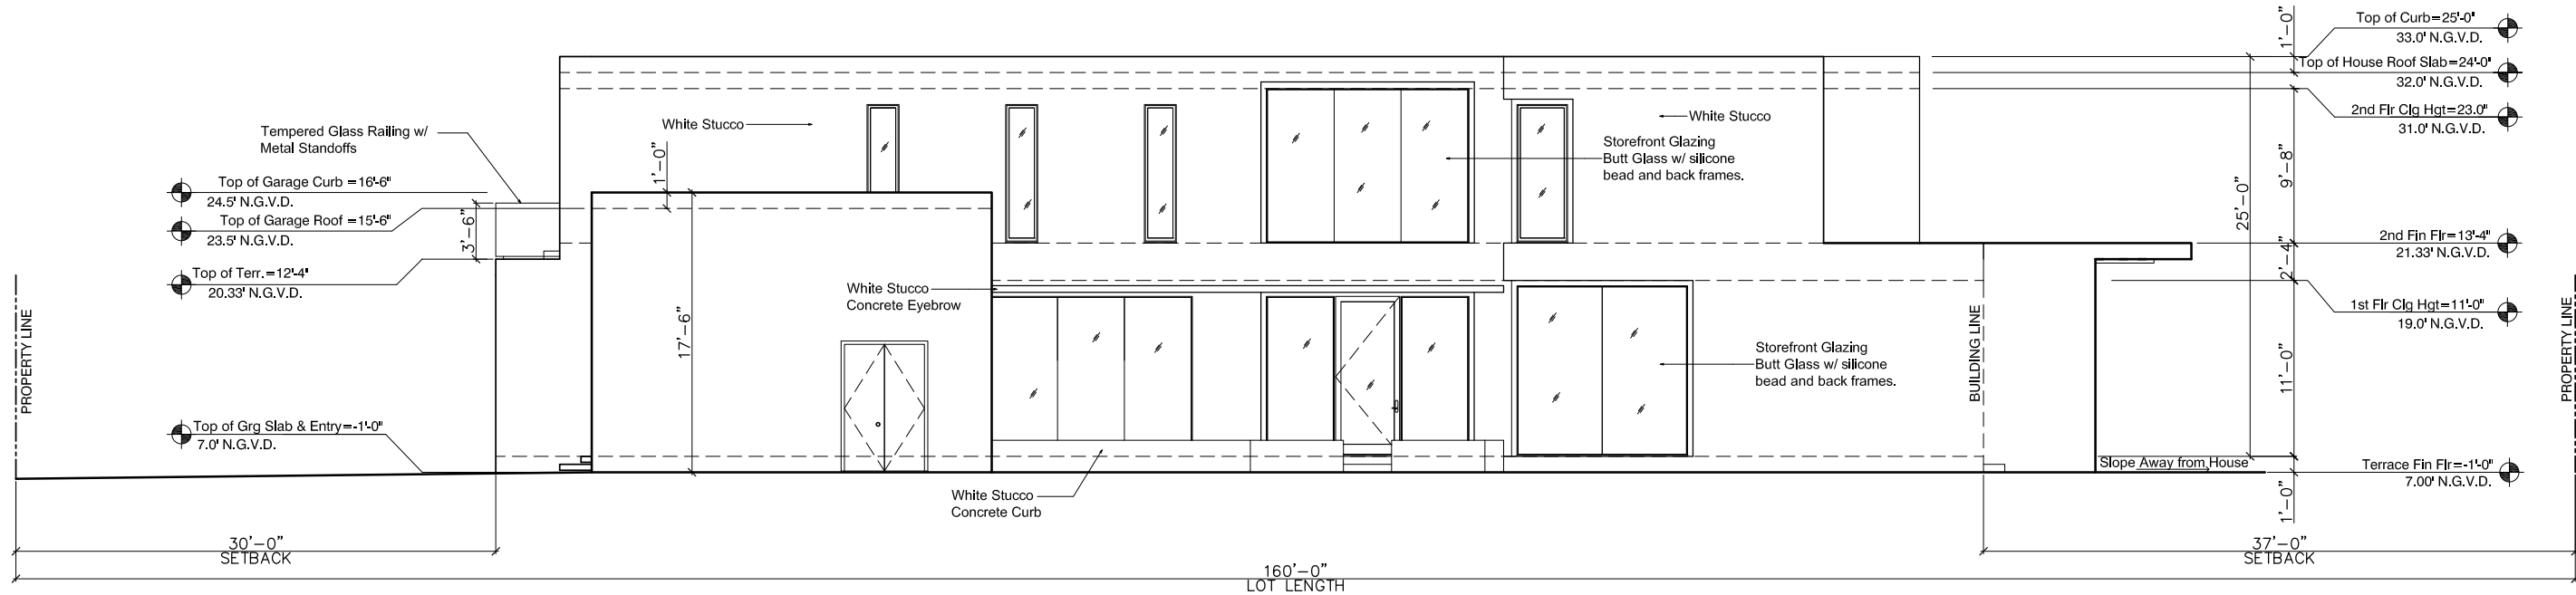 Top of Curb=25'-0"
33.0' N.G.V.D.
Top of House Roof Slab=24'-0"
32.0' N.G.V.D.
2nd Flr Clg Hgt=23.0"
31.0' N.G.V.D.
2nd Fin Flr=13'-4"
21.33' N.G.V.D.
1st Flr Clg Hgt=11'-0"
19.0' N.G.V.D.
Terrace Fin Flr=-1'-0"
7.00' N.G.V.D.
1'-0"
9'-8"
2'-4"
11'-0"
1'-0"
25'-0"
Slope Away from House
PROPERTY LINE
BUILDING LINE
Tempered Glass Railing w/
Metal Standoffs
Top of Garage Curb =16'-6"
24.5' N.G.V.D.
Top of Garage Roof =15'-6"
23.5' N.G.V.D.
Top of Terr.=12'-4"
20.33' N.G.V.D.
Top of Grg Slab & Entry=-1'-0"
7.0' N.G.V.D.
PROPERTY LINE
3'-6"
1'-0"
17'-6"
White Stucco
White Stucco
Storefront Glazing
Butt Glass w/ silicone
bead and back frames.
White Stucco
Concrete Eyebrow
Storefront Glazing
Butt Glass w/ silicone
bead and back frames.
White Stucco
Concrete Curb
30'-0"
SETBACK
37'-0"
SETBACK
160'-0"
LOT LENGTH